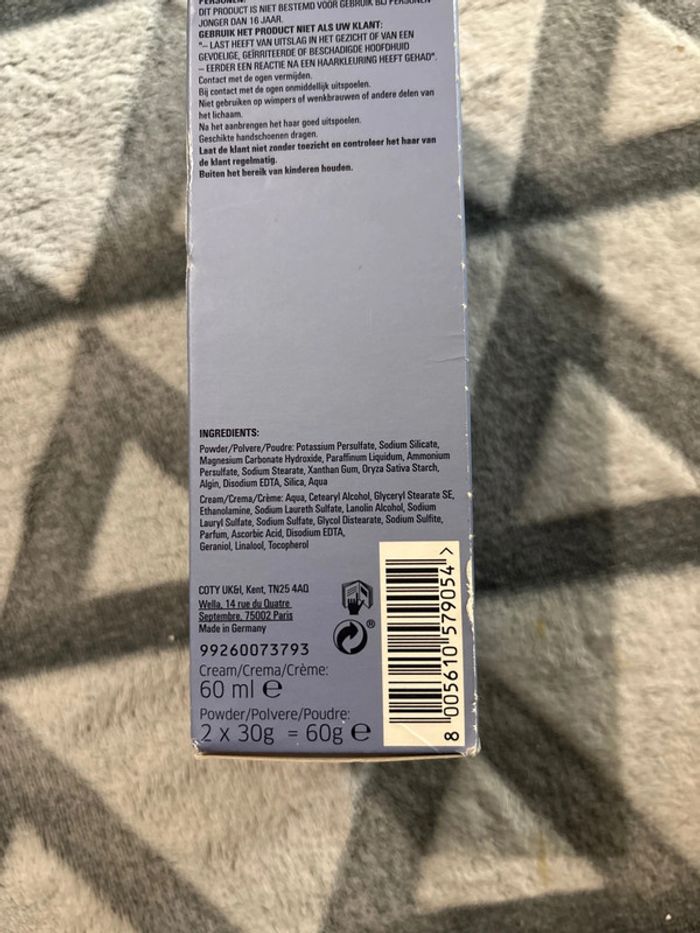 PERSONEN.
DIT PRODUCT IS NIET BESTEMD VOOR GEBRUIK BIJ PERSONEN
JONGER DAN 16 JAAR.
GEBRUIK HET PRODUCT NIET ALS UW KLANT:
"– LAST HEEFT VAN UITSLAG IN HET GEZICHT OF VAN EEN
GEVOELIGE, GEÏRRITEERDE OF BESCHADIGDE HOOFDHUID
– EERDER EEN REACTIE NA EEN HAARKLEURING HEEFT GEHAD".
Contact met de ogen vermijden.
Bij contact met de ogen onmiddellijk uitspoelen.
Niet gebruiken op wimpers of wenkbrauwen of andere delen van
het lichaam.
Na het aanbrengen het haar goed uitspoelen.
Geschikte handschoenen dragen.
Laat de klant niet zonder toezicht en controleer het haar van
de klant regelmatig.
Buiten het bereik van kinderen houden.
INGREDIENTS:
Powder/Polvere/Poudre: Potassium Persulfate, Sodium Silicate,
Magnesium Carbonate Hydroxide, Paraffinum Liquidum, Ammonium
Persulfate, Sodium Stearate, Xanthan Gum, Oryza Sativa Starch,
Algin, Disodium EDTA, Silica, Aqua
Cream/Crema/Crème: Aqua, Cetearyl Alcohol, Glyceryl Stearate SE,
Ethanolamine, Sodium Laureth Sulfate, Lanolin Alcohol, Sodium
Lauryl Sulfate, Sodium Sulfate, Glycol Distearate, Sodium Sulfite,
Parfum, Ascorbic Acid, Disodium EDTA,
Geraniol, Linalool, Tocopherol
COTY UK&I, Kent, TN25 4AQ
Wella, 14 rue du Quatre
Septembre, 75002 Paris
Made in Germany
®
99260073793
Cream/Crema/Crème:
60 ml ℮
Powder/Polvere/Poudre:
2 x 30g = 60g ℮
8 005610 579054 >